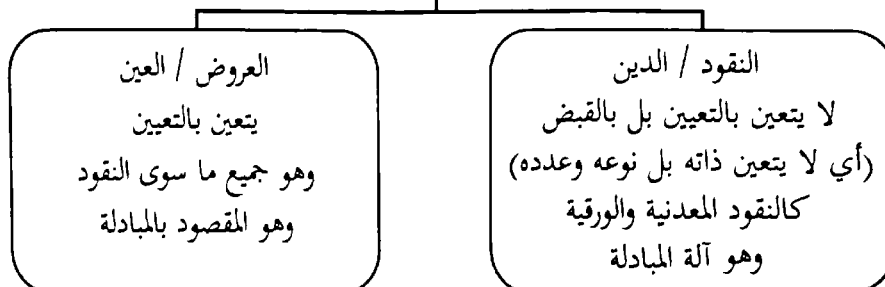 النقود / الدين
لا يتعين بالتعيين بل بالقبض
(أي لا يتعين ذاته بل نوعه وعدده)
كالنقود المعدنية والورقية
وهو آلة المبادلة
العروض / العين
يتعين بالتعيين
وهو جميع ما سوى النقود
وهو المقصود بالمبادلة